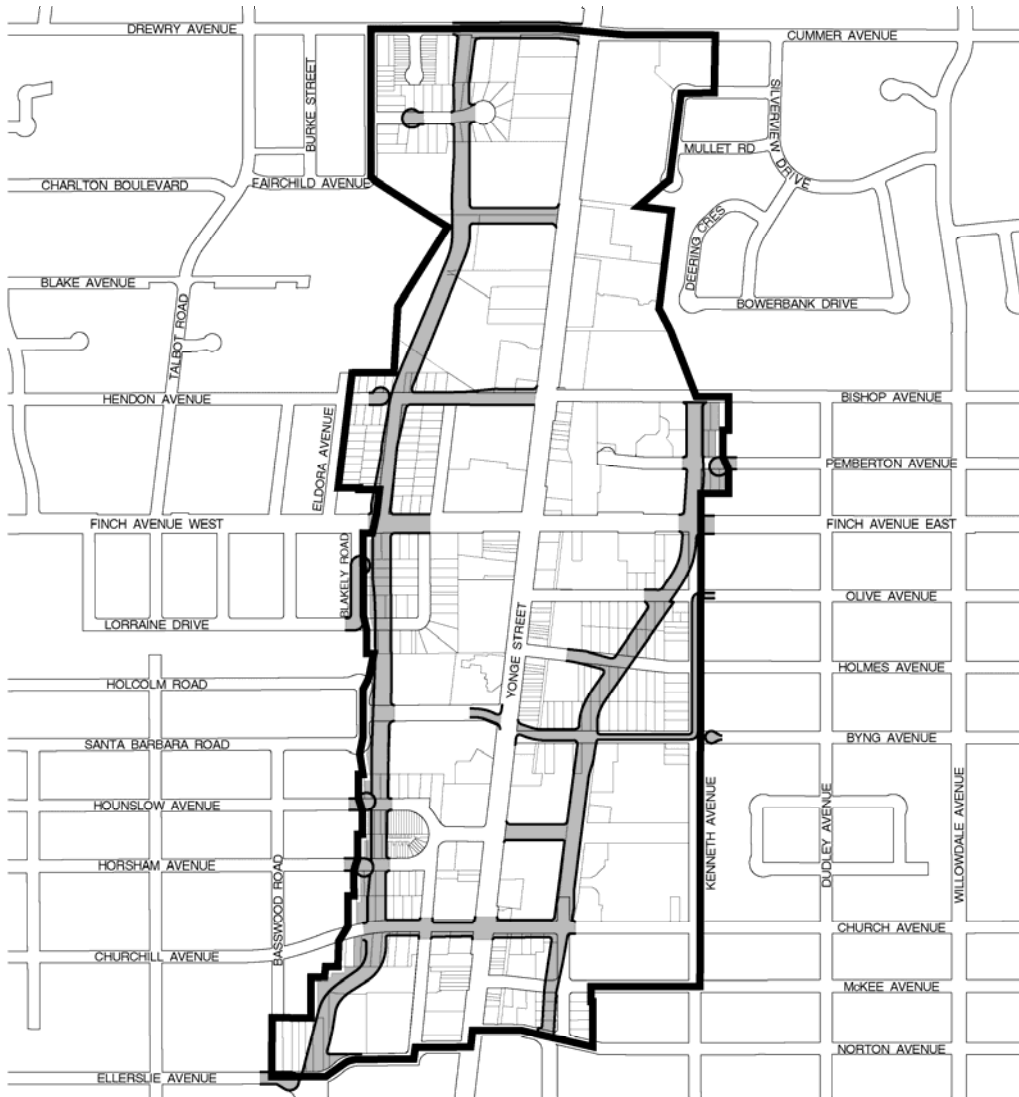 DREWRY AVENUE
CUMMER AVENUE
BURKE STREET
SILVERVIEW DRIVE
MULLET RD
CHARLTON BOULEVARD
FAIRCHILD AVENUE
DEERING CRES
BLAKE AVENUE
BOWERBANK DRIVE
TALBOT ROAD
HENDON AVENUE
BISHOP AVENUE
ELDORA AVENUE
PEMBERTON AVENUE
FINCH AVENUE WEST
FINCH AVENUE EAST
BLAKELY ROAD
OLIVE AVENUE
LORRAINE DRIVE
YONGE STREET
HOLMES AVENUE
HOLCOLM ROAD
SANTA BARBARA ROAD
BYNG AVENUE
HOUNSLOW AVENUE
KENNETH AVENUE
DUDLEY AVENUE
WILLOWDALE AVENUE
HORSHAM AVENUE
BASSWOOD ROAD
CHURCH AVENUE
CHURCHILL AVENUE
McKEE AVENUE
NORTON AVENUE
ELLERSLIE AVENUE